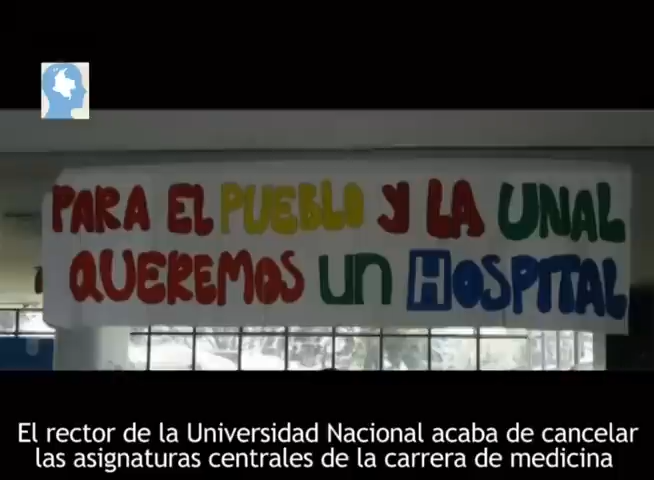 PARA EL PUEBLO Y LA UNAL
QUEREMOS UN HOSPITAL
El rector de la Universidad Nacional acaba de cancelar
las asignaturas centrales de la carrera de medicina